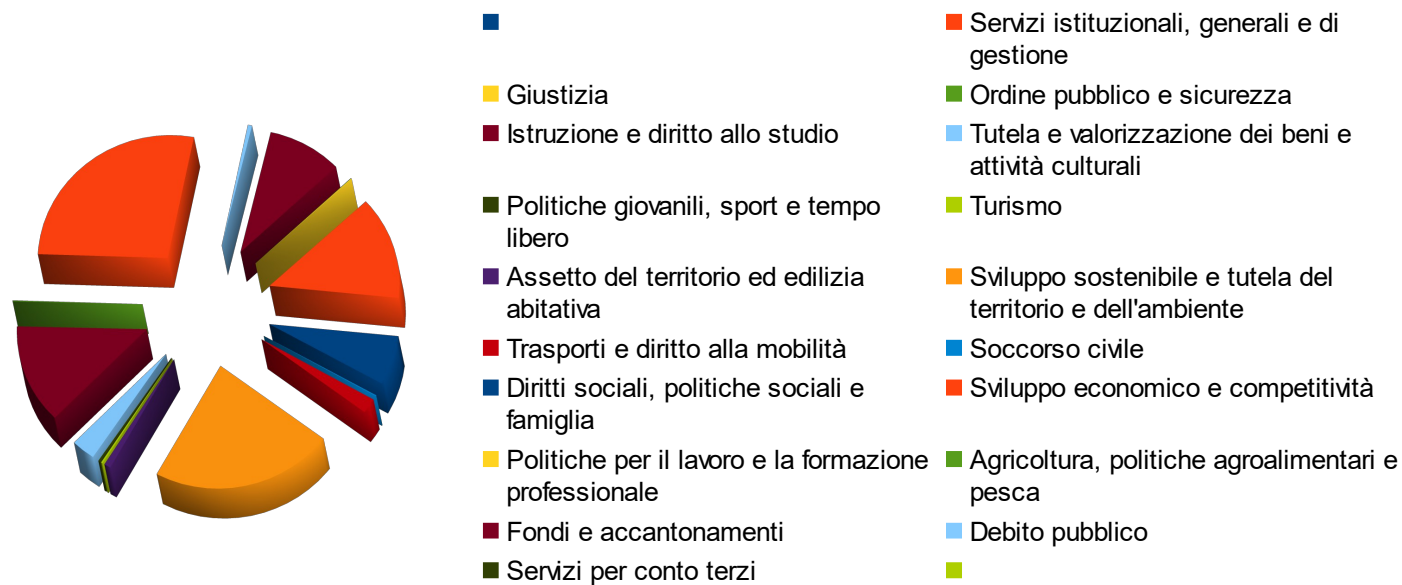 Servizi istituzionali, generali e di
gestione
Giustizia
Ordine pubblico e sicurezza
Istruzione e diritto allo studio
Tutela e valorizzazione dei beni e
attività culturali
Politiche giovanili, sport e tempo
libero
Turismo
Assetto del territorio ed edilizia
abitativa
Sviluppo sostenibile e tutela del
territorio e dell'ambiente
Trasporti e diritto alla mobilità
Soccorso civile
Diritti sociali, politiche sociali e
famiglia
Sviluppo economico e competitività
Politiche per il lavoro e la formazione
professionale
Agricoltura, politiche agroalimentari e
pesca
Fondi e accantonamenti
Debito pubblico
Servizi per conto terzi